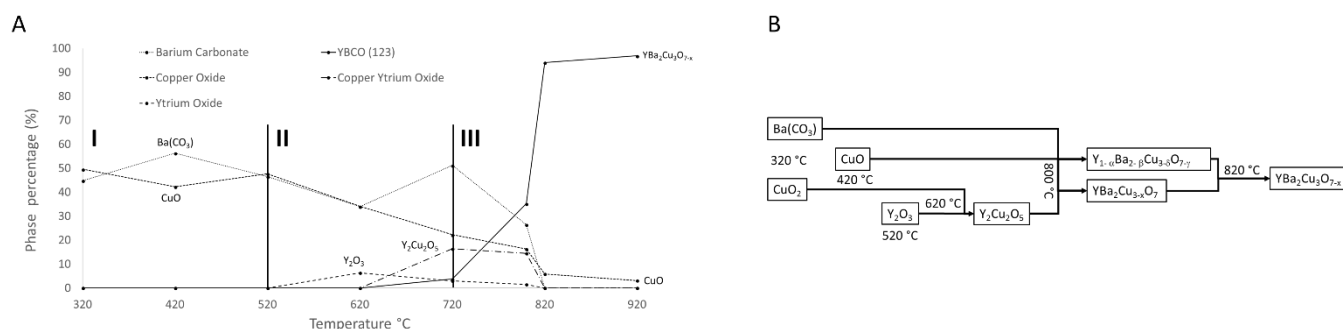 A
Phase percentage (%)
100
90
80
70
60
50
40
30
20
10
0
Barium Carbonate
YBCO (123)
Copper Oxide
Copper Ytrium Oxide
Ytrium Oxide
I
II
III
Ba(CO₃)
CuO
Y₂O₃
Y₂Cu₂O₅
YBa₂Cu₃O₇₋ₓ
CuO
320 420 520 620 720 820 920
Temperature °C
B
Ba(CO₃)
320 °C
CuO
420°C
CuO₂
Y₂O₃
520 °C
620 °C
Y₂Cu₂O₅
800 °C
Y₁₋αBa₂₋βCu₃₋δO₇₋γ
YBa₂Cu₃₋ₓO₇
820 °C
YBa₂Cu₃O₇₋ₓ